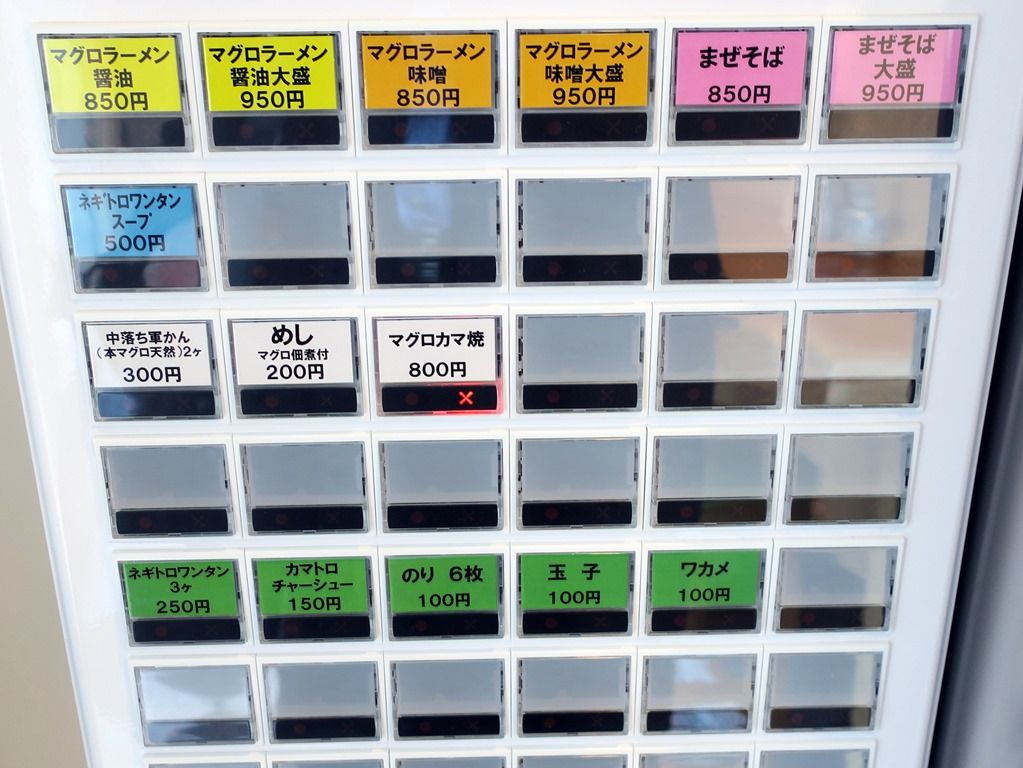 マグロラーメン
醤油
850円
マグロラーメン
醤油大盛
950円
マグロラーメン
味噌
850円
マグロラーメン
味噌大盛
950円
まぜそば
850円
まぜそば
大盛
950円
ネギトロワンタン
スープ
500円
中落ち軍かん
(本マグロ天然)2ヶ
300円
めし
マグロ佃煮付
200円
マグロカマ焼
800円
ネギトロワンタン
3ヶ
250円
カマトロ
チャーシュー
150円
のり 6枚
100円
玉子
100円
ワカメ
100円